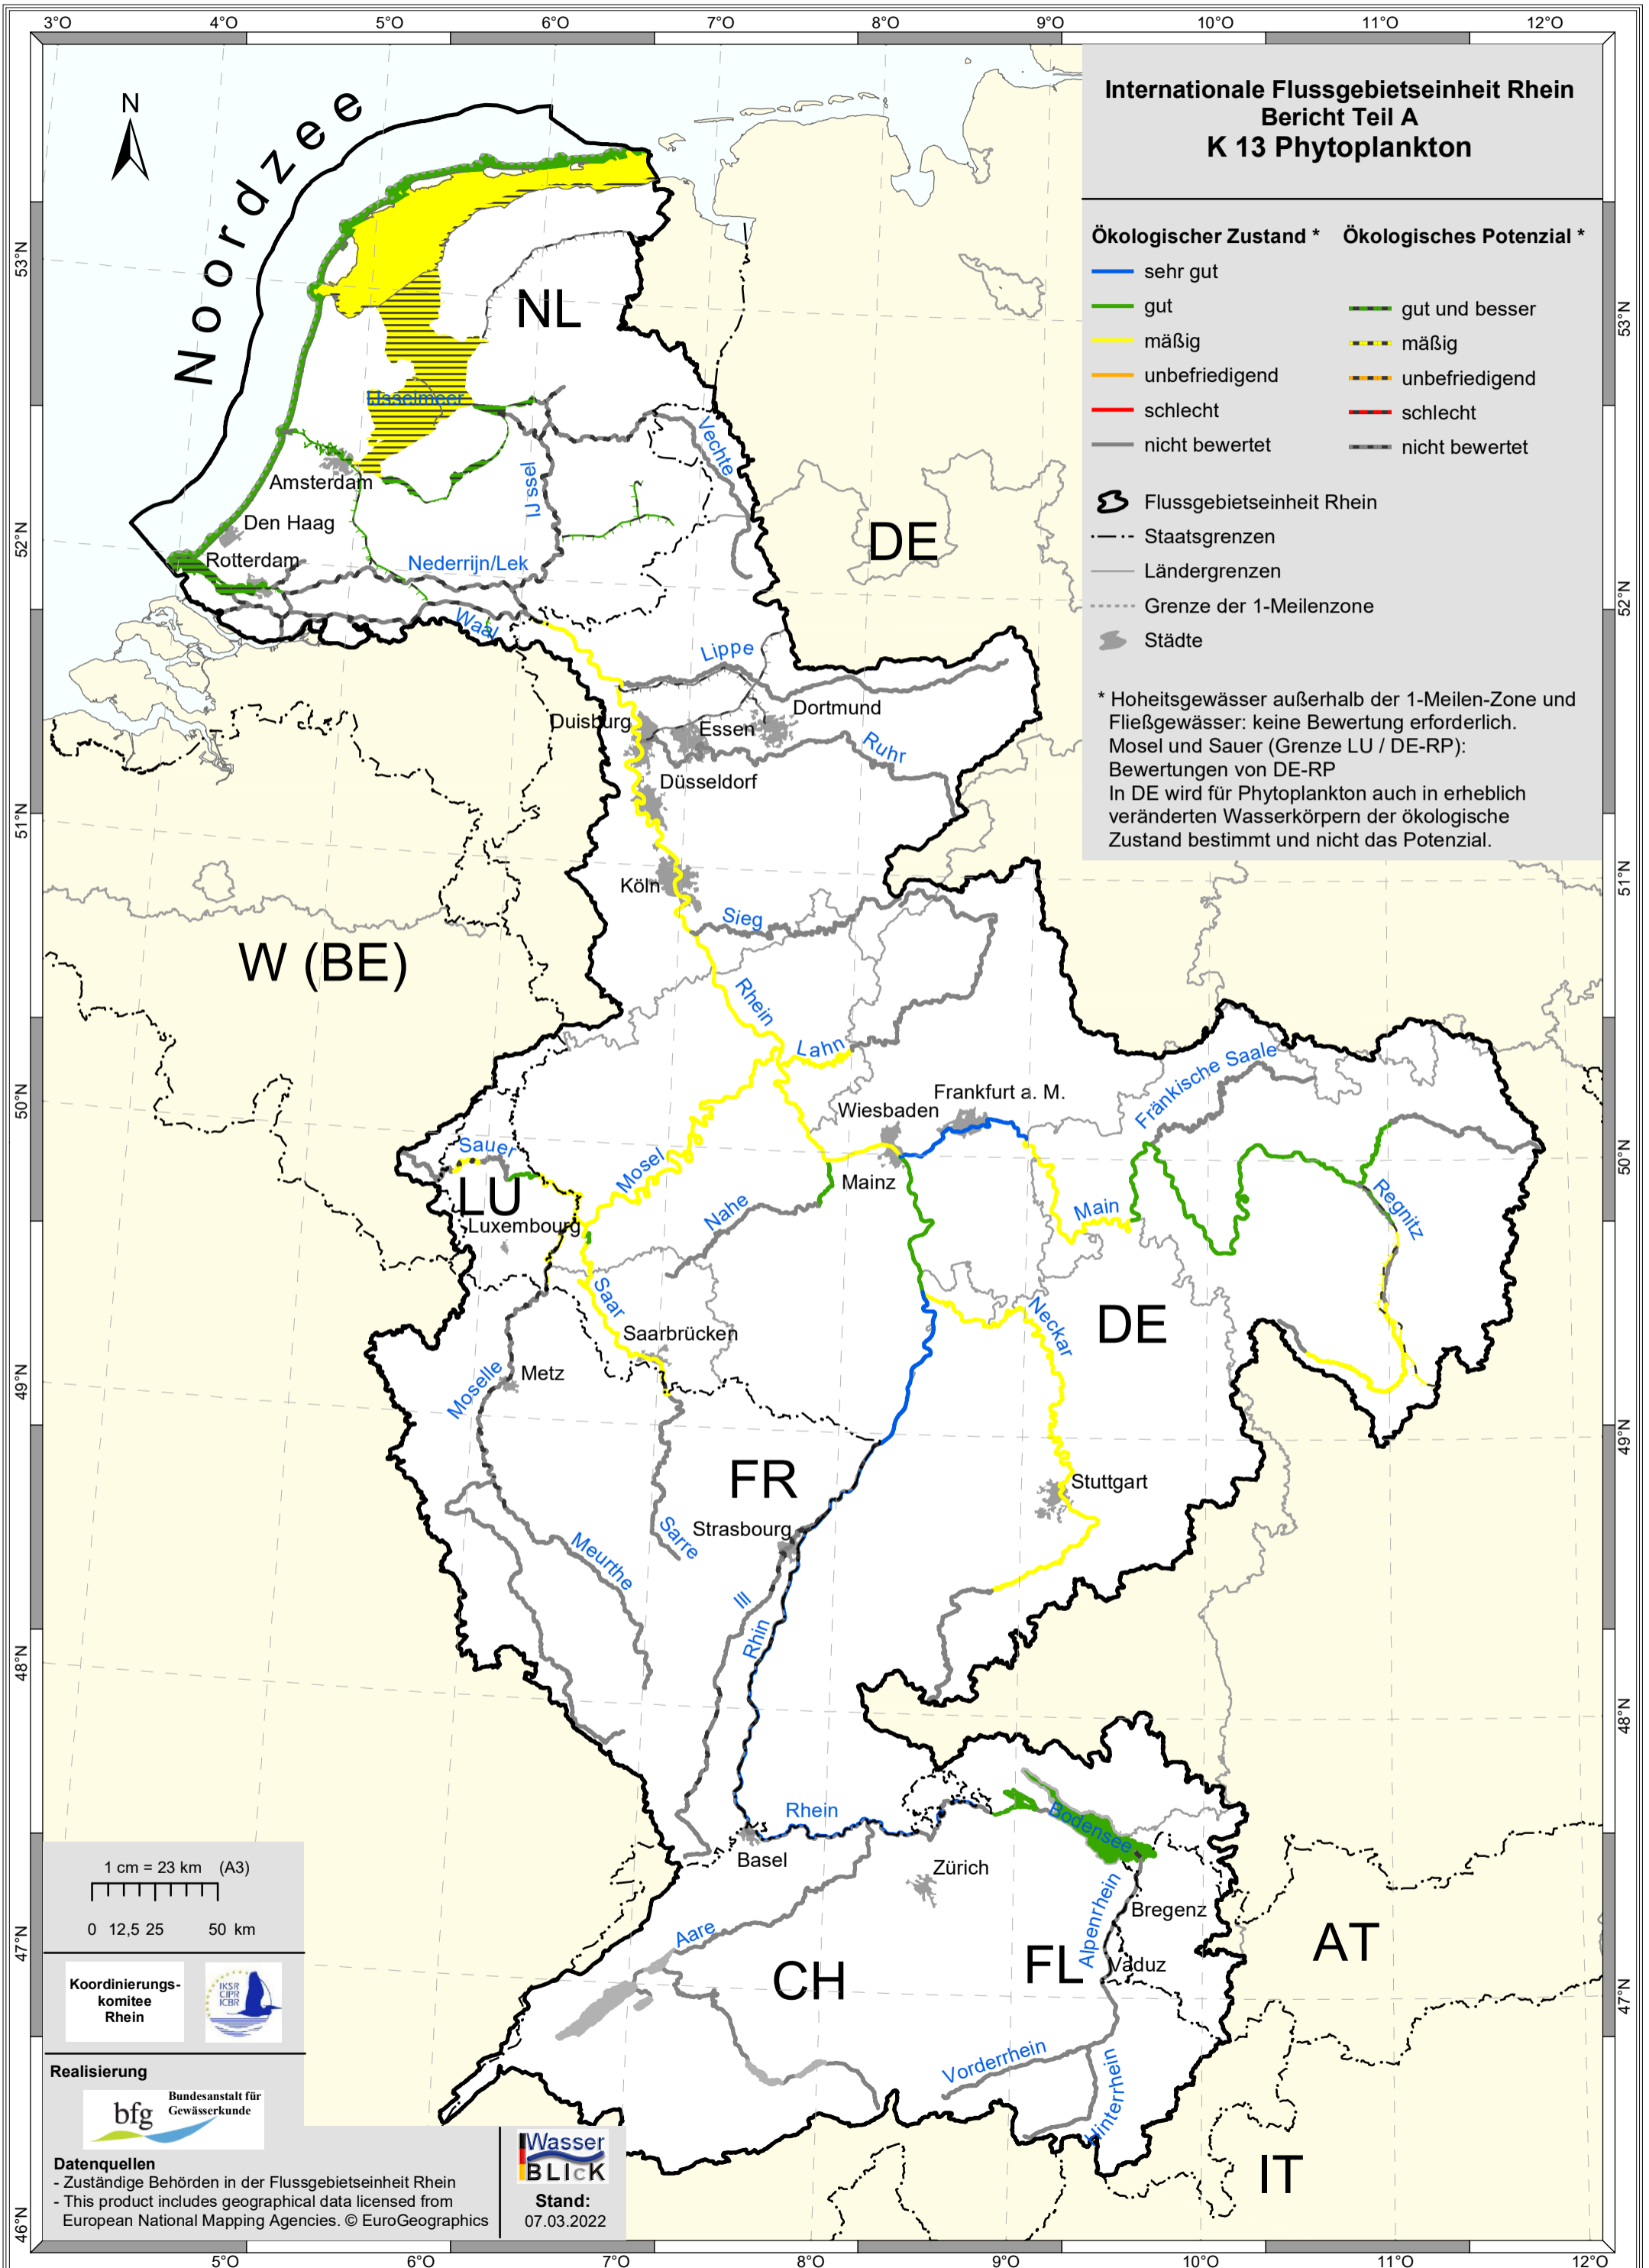 3°O 4°O 5°O 6°O 7°O 8°O 9°O 10°O 11°O 12°O
Internationale Flussgebietseinheit Rhein
Bericht Teil A
K 13 Phytoplankton
Ökologischer Zustand * Ökologisches Potenzial *
sehr gut
gut gut und besser
mäßig mäßig
unbefriedigend unbefriedigend
schlecht schlecht
nicht bewertet nicht bewertet
Flussgebietseinheit Rhein
Staatsgrenzen
Ländergrenzen
Grenze der 1-Meilenzone
Städte
* Hoheitsgewässer außerhalb der 1-Meilen-Zone und
Fließgewässer: keine Bewertung erforderlich.
Mosel und Sauer (Grenze LU / DE-RP):
Bewertungen von DE-RP
In DE wird für Phytoplankton auch in erheblich
veränderten Wasserkörpern der ökologische
Zustand bestimmt und nicht das Potenzial.
N
Noordzee
53°N
53°N
NL
IJsselmeer
Vechte
Amsterdam
IJssel
Den Haag
52°N
DE
Rotterdam
Nederrijn/Lek
52°N
Waal
Lippe
Duisburg
Essen
Dortmund
Ruhr
Düsseldorf
51°N
Köln
51°N
Sieg
W (BE)
Rhein
Lahn
Fränkische Saale
Frankfurt a. M.
Wiesbaden
50°N
50°N
Sauer
Mosel
Mainz
LU
Nahe
Main
Regnitz
Luxembourg
Saar
Neckar
DE
Saarbrücken
49°N
Metz
Moselle
49°N
FR
Stuttgart
Strasbourg
Sarre
Meurthe
Ill
Rhin
48°N
48°N
Rhein
Bodensee
Basel
Zürich
Alpenrhein
Bregenz
Aare
47°N
AT
CH
FL
Vaduz
47°N
Vorderrhein
Hinterrhein
IT
46°N
1 cm = 23 km (A3)
0 12,5 25 50 km
Koordinierungs-
komitee
Rhein
IKSR
CIPR
ICBR
Realisierung
bfg
Bundesanstalt für
Gewässerkunde
Datenquellen
- Zuständige Behörden in der Flussgebietseinheit Rhein
- This product includes geographical data licensed from
European National Mapping Agencies. © EuroGeographics
Wasser
BLIcK
Stand:
07.03.2022
5°O 6°O 7°O 8°O 9°O 10°O 11°O 12°O